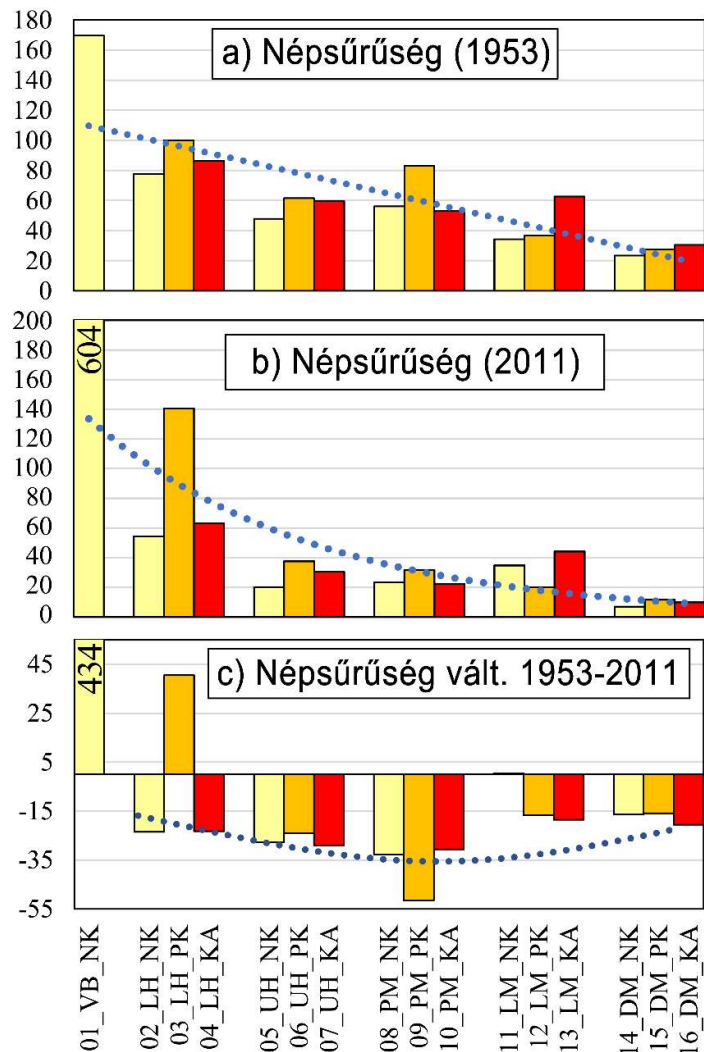 180
160
140
120
100
80
60
40
20
0
a) Népsűrűség (1953)
200
180
160
140
120
100
80
60
40
20
0
604
b) Népsűrűség (2011)
45
25
5
-15
-35
-55
434
c) Népsűrűség vált. 1953-2011
01_VB_NK
02_LH_NK
03_LH_PK
04_LH_KA
05_UH_NK
06_UH_PK
07_UH_KA
08_PM_NK
09_PM_PK
10_PM_KA
11_LM_NK
12_LM_PK
13_LM_KA
14_DM_NK
15_DM_PK
16_DM_KA